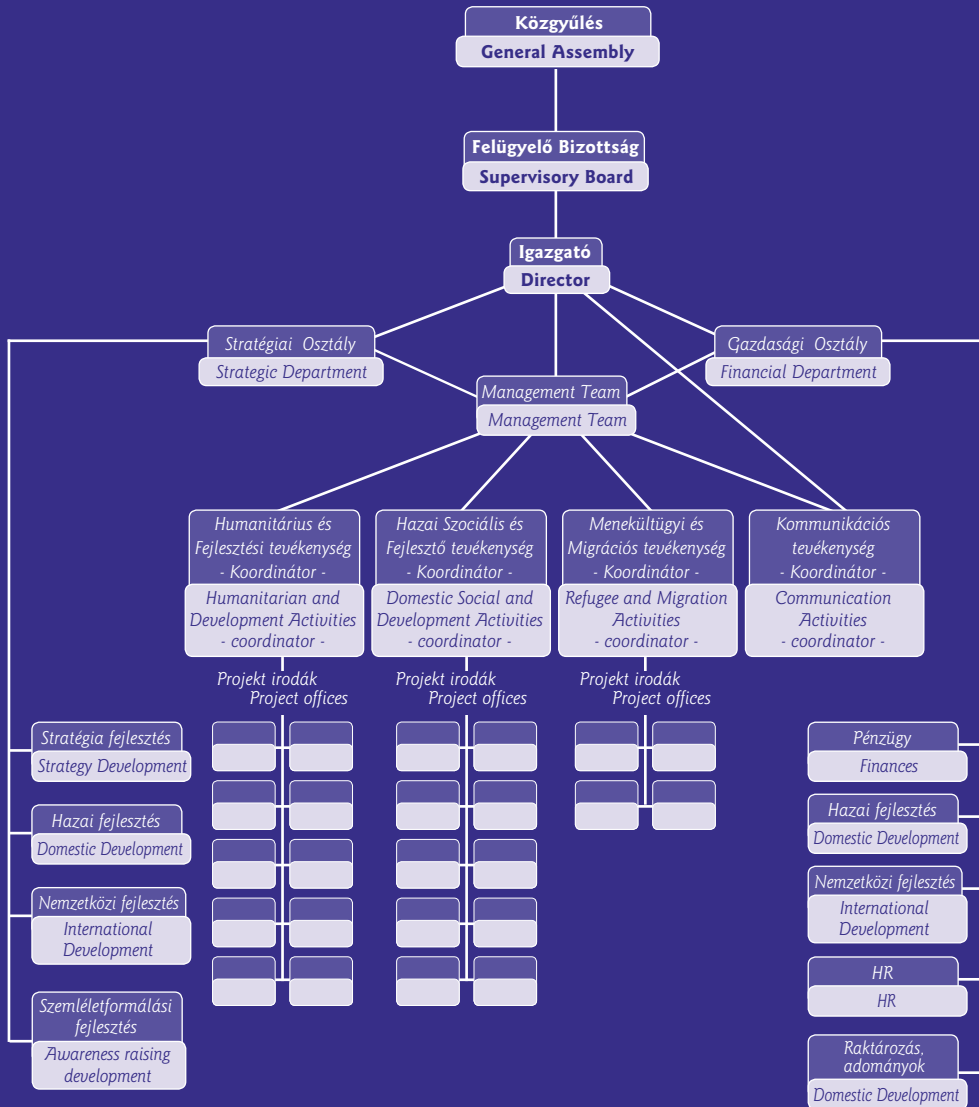 Közgyűlés
General Assembly
Felügyelő Bizottság
Supervisory Board
Igazgató
Director
Stratégiai Osztály
Strategic Department
Gazdasági Osztály
Financial Department
Management Team
Management Team
Humanitárius és
Fejlesztési tevékenység
- Koordinátor -
Humanitarian and
Development Activities
- coordinator -
Hazai Szociális és
Fejlesztő tevékenység
- Koordinátor -
Domestic Social and
Development Activities
- coordinator -
Menekültügyi és
Migrációs tevékenység
- Koordinátor -
Refugee and Migration
Activities
- coordinator -
Kommunikációs
tevékenység
- Koordinátor -
Communication
Activities
- coordinator -
Projekt irodák
Project offices
Projekt irodák
Project offices
Projekt irodák
Project offices
Stratégia fejlesztés
Strategy Development
Hazai fejlesztés
Domestic Development
Nemzetközi fejlesztés
International
Development
Szemléletformálási
fejlesztés
Awareness raising
development
Pénzügy
Finances
Hazai fejlesztés
Domestic Development
Nemzetközi fejlesztés
International
Development
HR
HR
Raktározás,
adományok
Domestic Development